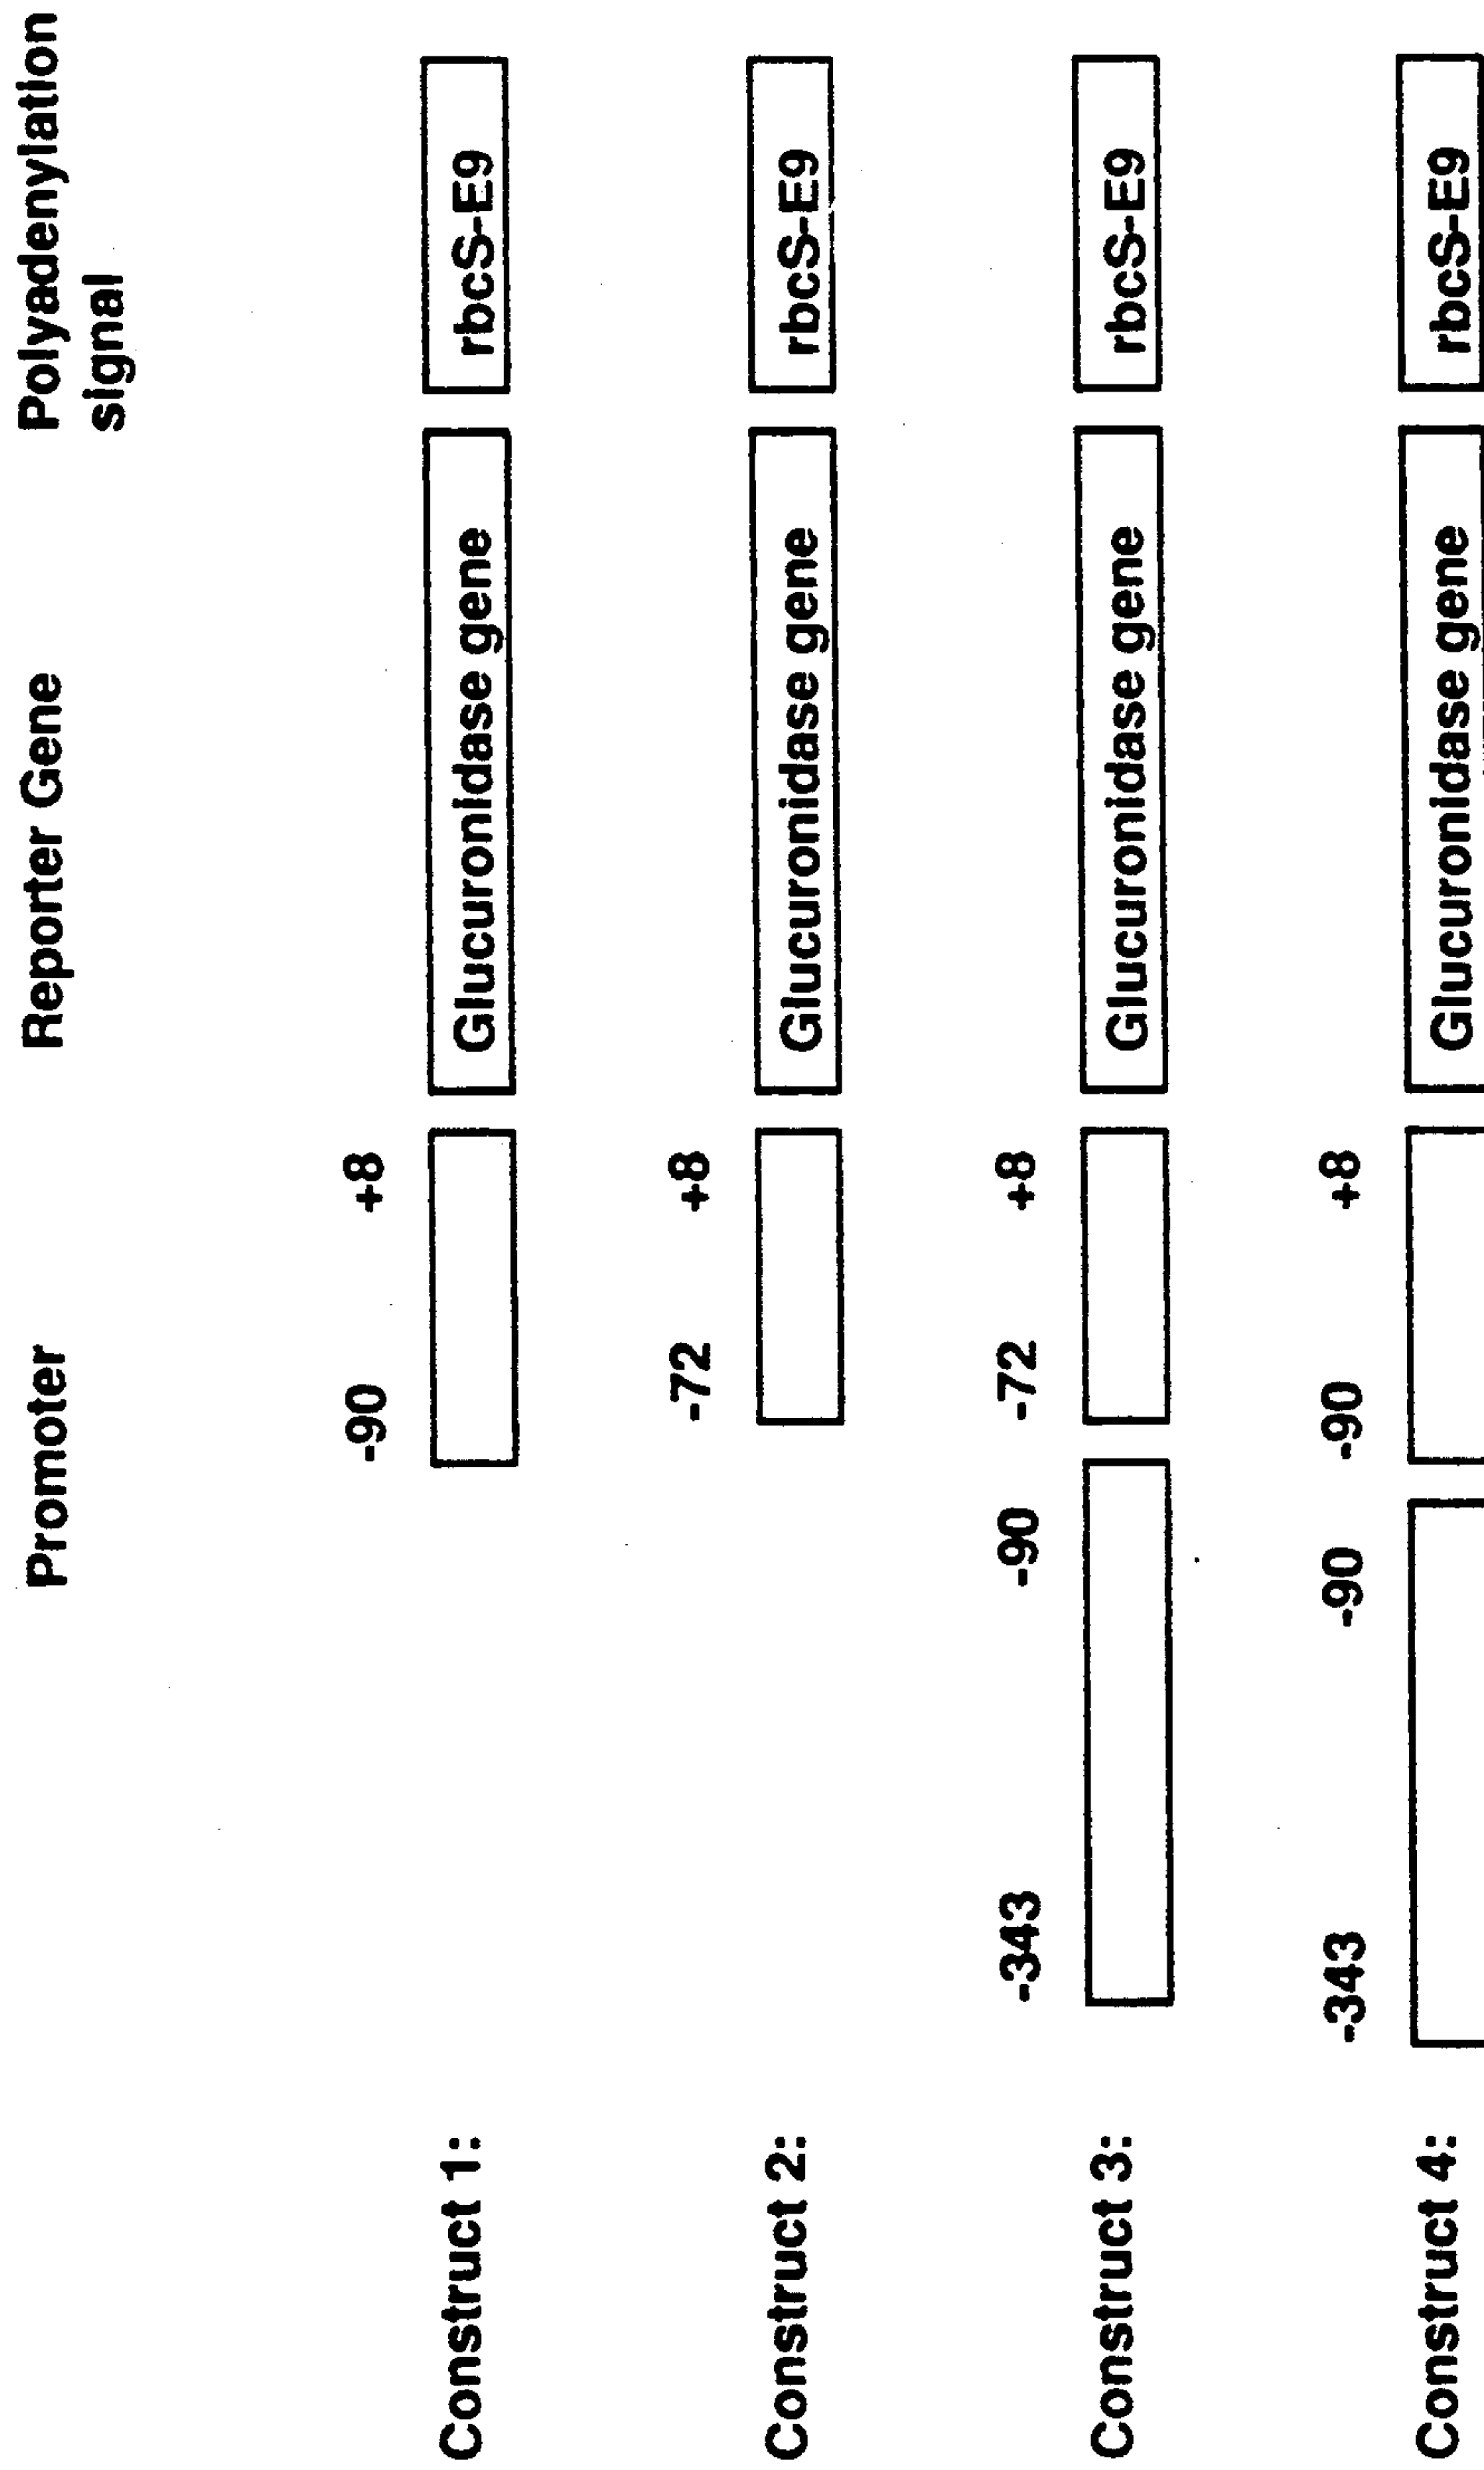 Promoter Reporter Gene Polyadenylation
signal
-90 +8
Construct 1: Glucuronidase gene rbcS-E9
-72 +8
Construct 2: Glucuronidase gene rbcS-E9
-343 -90 -72 +8
Construct 3: Glucuronidase gene rbcS-E9
-343 -90 -90 +8
Construct 4: Glucuronidase gene rbcS-E9